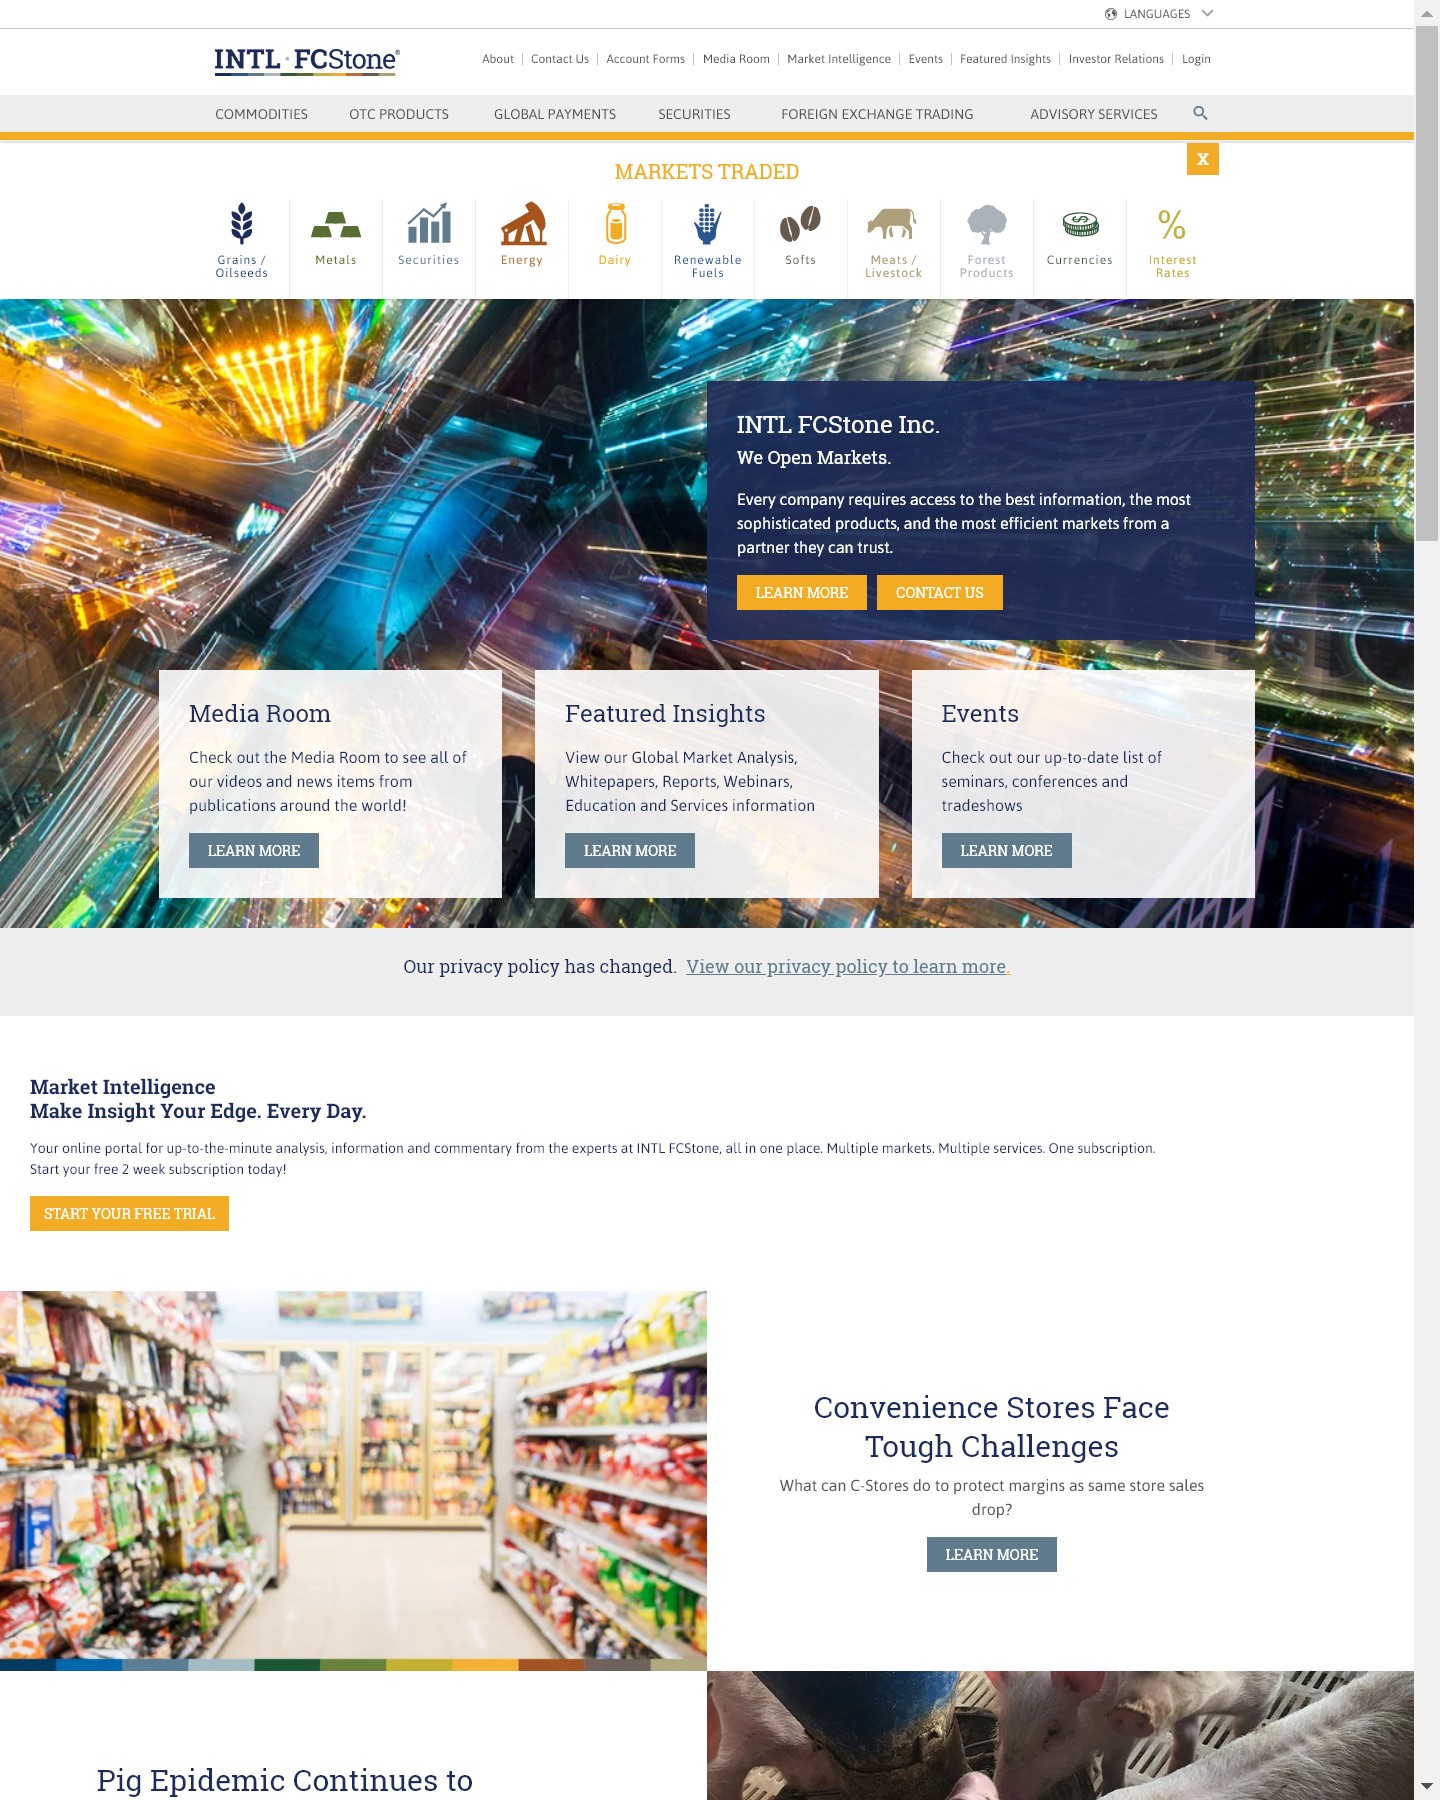 LANGUAGES
INTL FCStone®
About
Contact Us
Account Forms
Media Room
Market Intelligence
Events
Featured Insights
Investor Relations
Login
COMMODITIES
OTC PRODUCTS
GLOBAL PAYMENTS
SECURITIES
FOREIGN EXCHANGE TRADING
ADVISORY SERVICES
X
MARKETS TRADED
Grains /
Oilseeds
Metals
Securities
Energy
Dairy
Renewable
Fuels
Softs
Meats /
Livestock
Forest
Products
Currencies
%
Interest
Rates
INTL FCStone Inc.
We Open Markets.
Every company requires access to the best information, the most
sophisticated products, and the most efficient markets from a
partner they can trust.
LEARN MORE
CONTACT US
Media Room
Check out the Media Room to see all of
our videos and news items from
publications around the world!
LEARN MORE
Featured Insights
View our Global Market Analysis,
Whitepapers, Reports, Webinars,
Education and Services information
LEARN MORE
Events
Check out our up-to-date list of
seminars, conferences and
tradeshows
LEARN MORE
Our privacy policy has changed. View our privacy policy to learn more.
Market Intelligence
Make Insight Your Edge. Every Day.
Your online portal for up-to-the-minute analysis, information and commentary from the experts at INTL FCStone, all in one place. Multiple markets. Multiple services. One subscription.
Start your free 2 week subscription today!
START YOUR FREE TRIAL
Convenience Stores Face
Tough Challenges
What can C-Stores do to protect margins as same store sales
drop?
LEARN MORE
Pig Epidemic Continues to